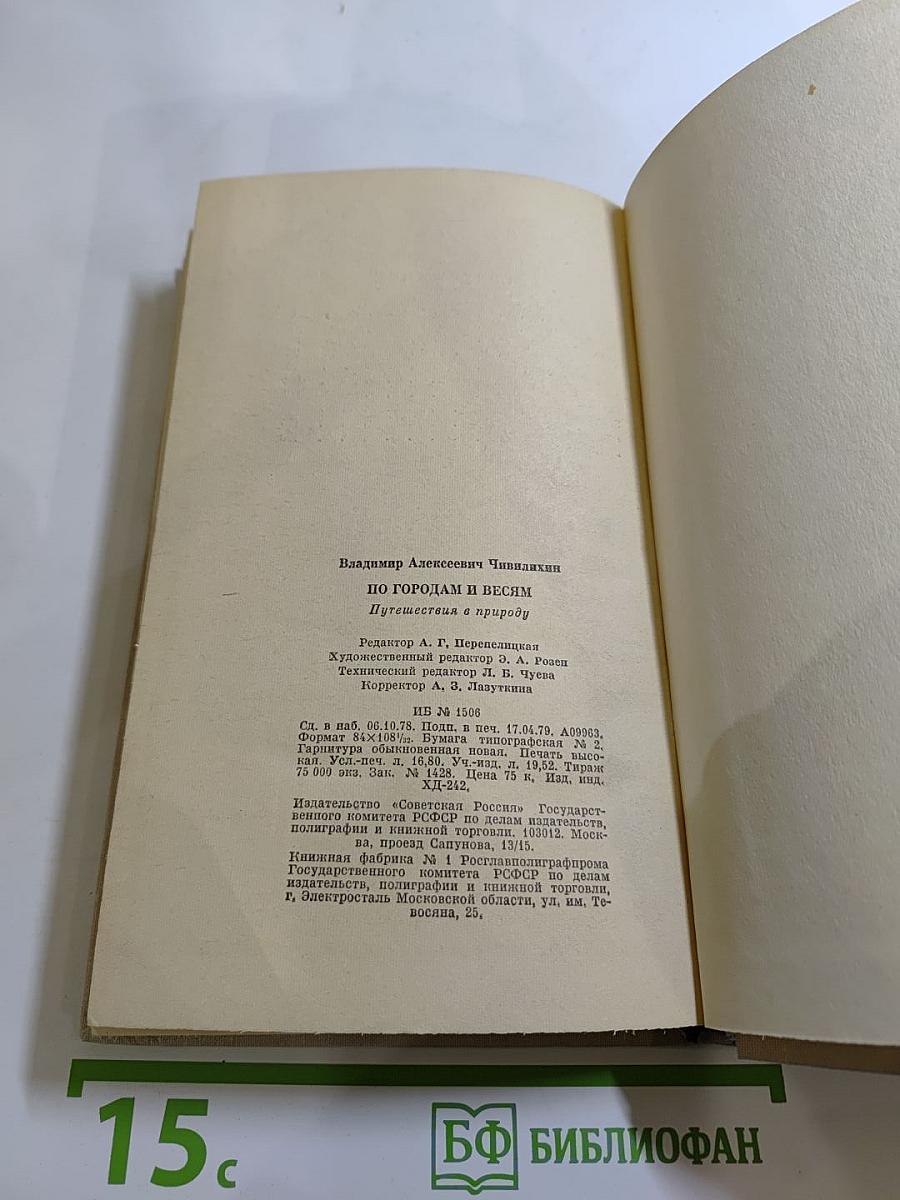 Владимир Алексеевич Чивилихин
ПО ГОРОДАМ И ВЕСЯМ
Путешествия в природу
Редактор А. Г. Перепелицкая
Художественный редактор Э. А. Розен
Технический редактор Л. Б. Чуева
Корректор А. З. Лазуткина
ИБ № 1506
Сд. в наб. 06.10.78. Подп. в печ. 17.04.79. А09963.
Формат 84×108¹/₃₂. Бумага типографская № 2.
Гарнитура обыкновенная новая. Печать высо-
кая. Усл.-печ. л. 16,80. Уч.-изд. л. 19,52. Тираж
75 000 экз. Зак. № 1428. Цена 75 к. Изд. инд.
ХД-242.
Издательство «Советская Россия» Государст-
венного комитета РСФСР по делам издательств,
полиграфии и книжной торговли. 103012. Моск-
ва, проезд Сапунова, 13/15.
Книжная фабрика № 1 Росглавполиграфпрома
Государственного комитета РСФСР по делам
издательств, полиграфии и книжной торговли,
г. Электросталь Московской области, ул. им. Те-
восяна, 25.
15 с
БФ БИБЛИОФАН